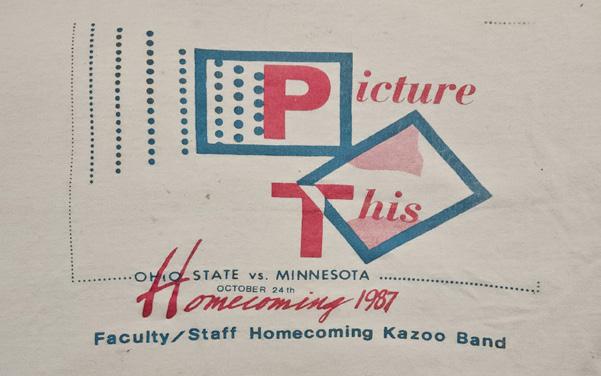 Picture
This
OHIO STATE vs. MINNESOTA
OCTOBER 24th
Homecoming 1987
Faculty/Staff Homecoming Kazoo Band